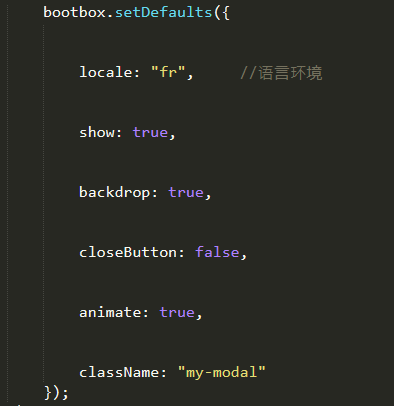 bootbox.setDefaults({
locale: "fr",     //语言环境
show: true,
backdrop: true,
closeButton: false,
animate: true,
className: "my-modal"
});